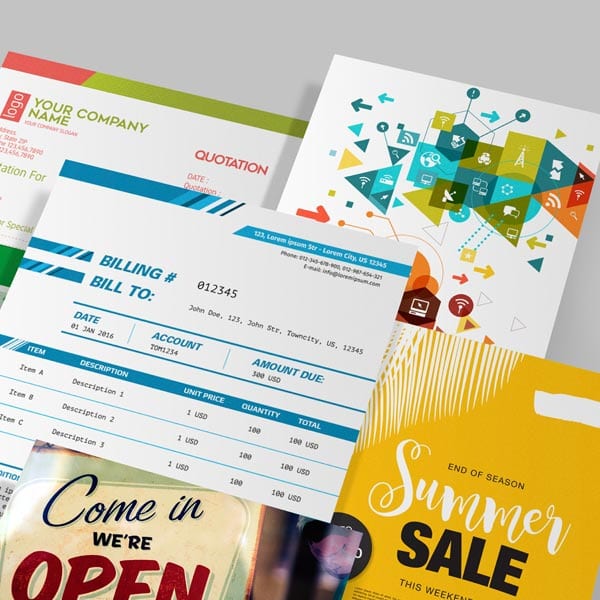 logo
YOUR COMPANY
NAME
YOUR COMPANY SLOGAN
QUOTATION
DATE :
Quotation :
123, Lorem Ipsum Str - Lorem City, US 12345
Phone: 012-345-678-900, 012-987-654-321
E-mail: info@loremipsum.com
BILLING # 012345
BILL TO: John Doe, 123, John Str, Towncity, US, 12345
DATE
01 JAN 2016
ACCOUNT
TOM1234
AMOUNT DUE:
300 USD
ITEM DESCRIPTION UNIT PRICE QUANTITY TOTAL
Item A Description 1 1 USD 100 100 USD
Item B Description 2 1 USD 100 100 USD
Item C Description 3 1 USD 100 100 USD
Come in
WE'RE
OPEN
END OF SEASON
Summer
SALE
THIS WEEKEND